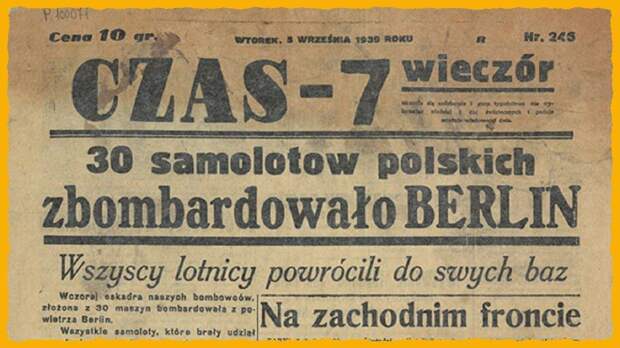 P.10007
Cena 10 gr.
WTOREK, 5 WRZEŚNIA 1939 ROKU
R
Nr. 245
CZAS-7
wieczór
30 samolotow polskich
zbombardowało BERLIN
Wszyscy lotnicy powrócili do swych baz
Wczoraj eskadra naszych bombowców,
złożona z 30 maszyn bombardowała z po-
wietrza Berlin.
Wszystkie samoloty, które brały udział
Na zachodnim froncie